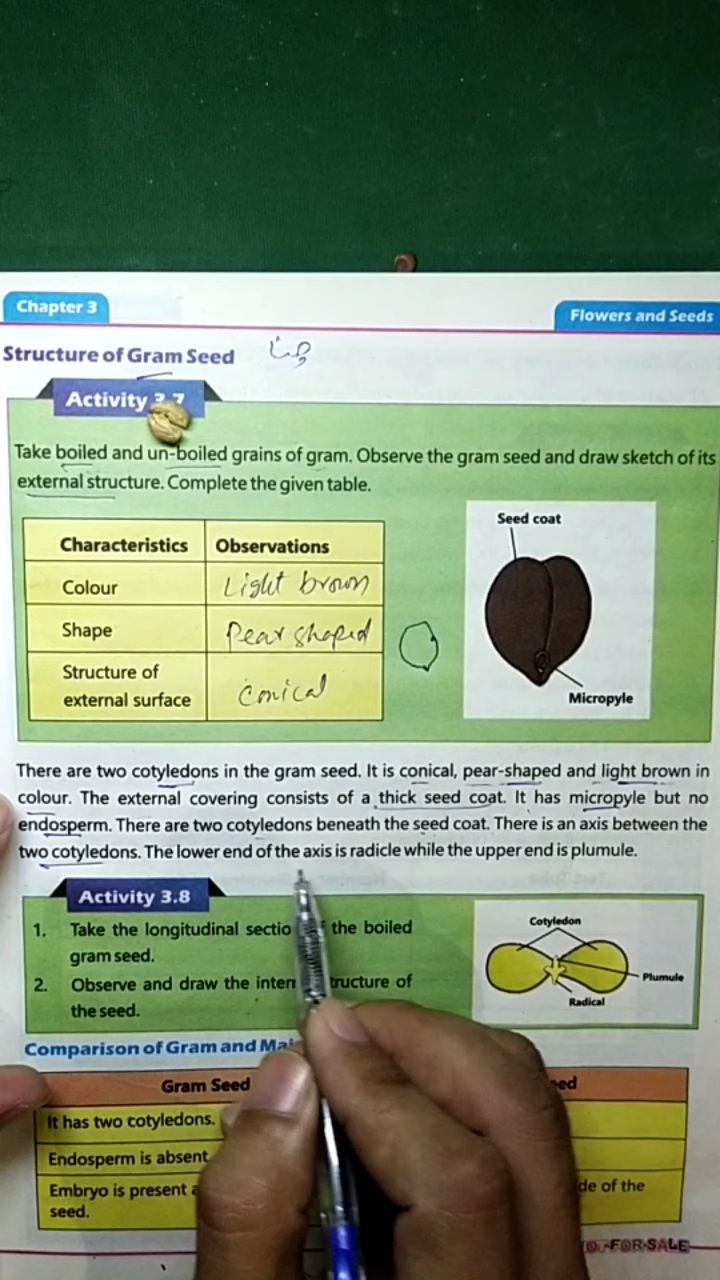 Chapter 3
Flowers and Seeds
Structure of Gram Seed چنا
Activity 3.7
Take boiled and un-boiled grains of gram. Observe the gram seed and draw sketch of its
external structure. Complete the given table.
Characteristics Observations
Colour Light brown
Shape Pear shaped
Structure of
external surface conical
Seed coat
Micropyle
There are two cotyledons in the gram seed. It is conical, pear-shaped and light brown in
colour. The external covering consists of a thick seed coat. It has micropyle but no
endosperm. There are two cotyledons beneath the seed coat. There is an axis between the
two cotyledons. The lower end of the axis is radicle while the upper end is plumule.
Activity 3.8
1. Take the longitudinal the boiled
gram seed.
2. Observe and draw the of
the seed.
Cotyledon
Plumule
Radical
Comparison of Gram and
Gram Seed
It has two cotyledons.
Endosperm is absent
Embryo is present
seed.
of the
FOR SALE